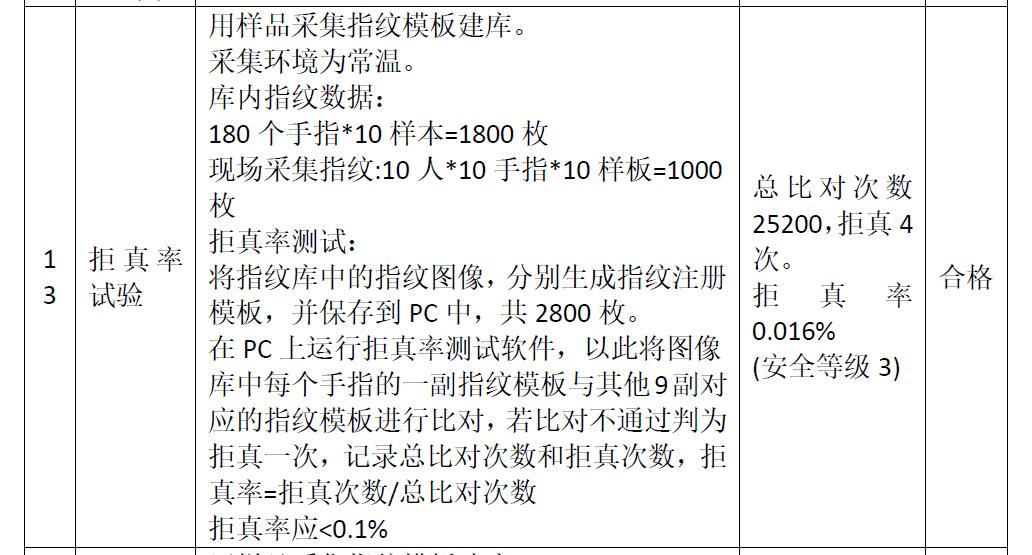 13
拒真率
试验
用样品采集指纹模板建库。
采集环境为常温。
库内指纹数据：
180 个手指*10 样本=1800 枚
现场采集指纹:10 人*10 手指*10 样板=1000
枚
拒真率测试：
将指纹库中的指纹图像，分别生成指纹注册
模板，并保存到 PC 中，共 2800 枚。
在 PC 上运行拒真率测试软件，以此将图像
库中每个手指的一副指纹模板与其他 9 副对
应的指纹模板进行比对，若比对不通过判为
拒真一次，记录总比对次数和拒真次数，拒
真率=拒真次数/总比对次数
拒真率应<0.1%
总比对次数
25200，拒真 4
次。
拒真率
0.016%
(安全等级 3)
合格